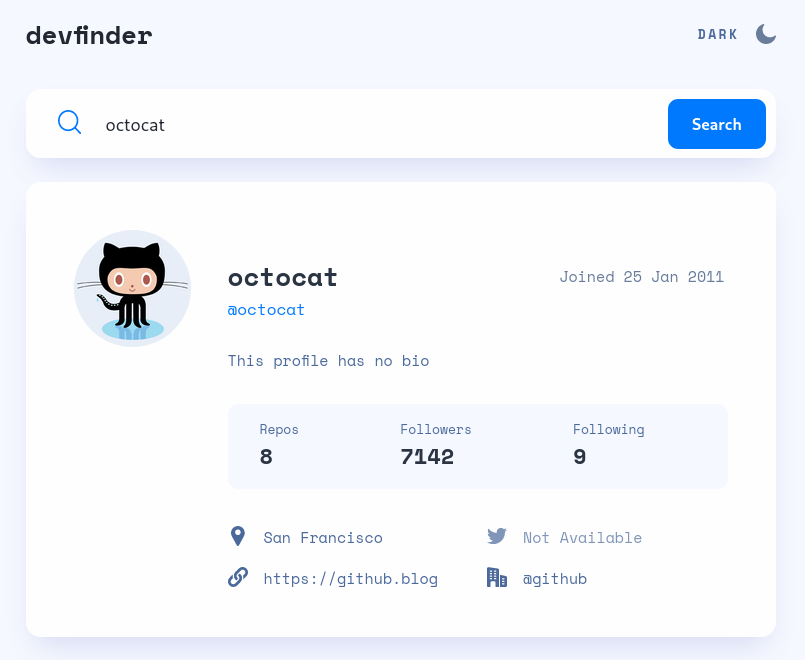 devfinder
DARK
octocat
Search
octocat
Joined 25 Jan 2011
@octocat
This profile has no bio
Repos Followers Following
8 7142 9
San Francisco
Not Available
https://github.blog
@github